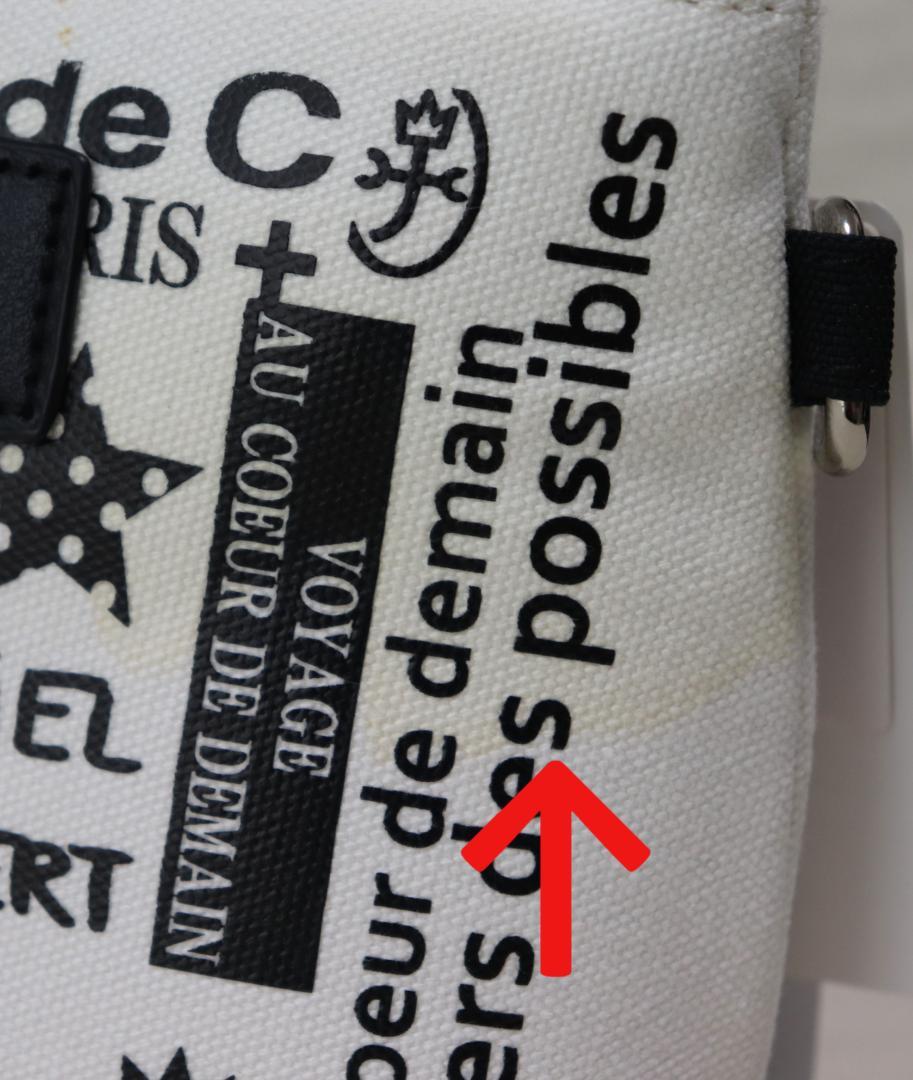 de C
RIS
VOYAGE
AU COEUR DE DEMAIN
peur de demain
ers des possibles
EL
ERT